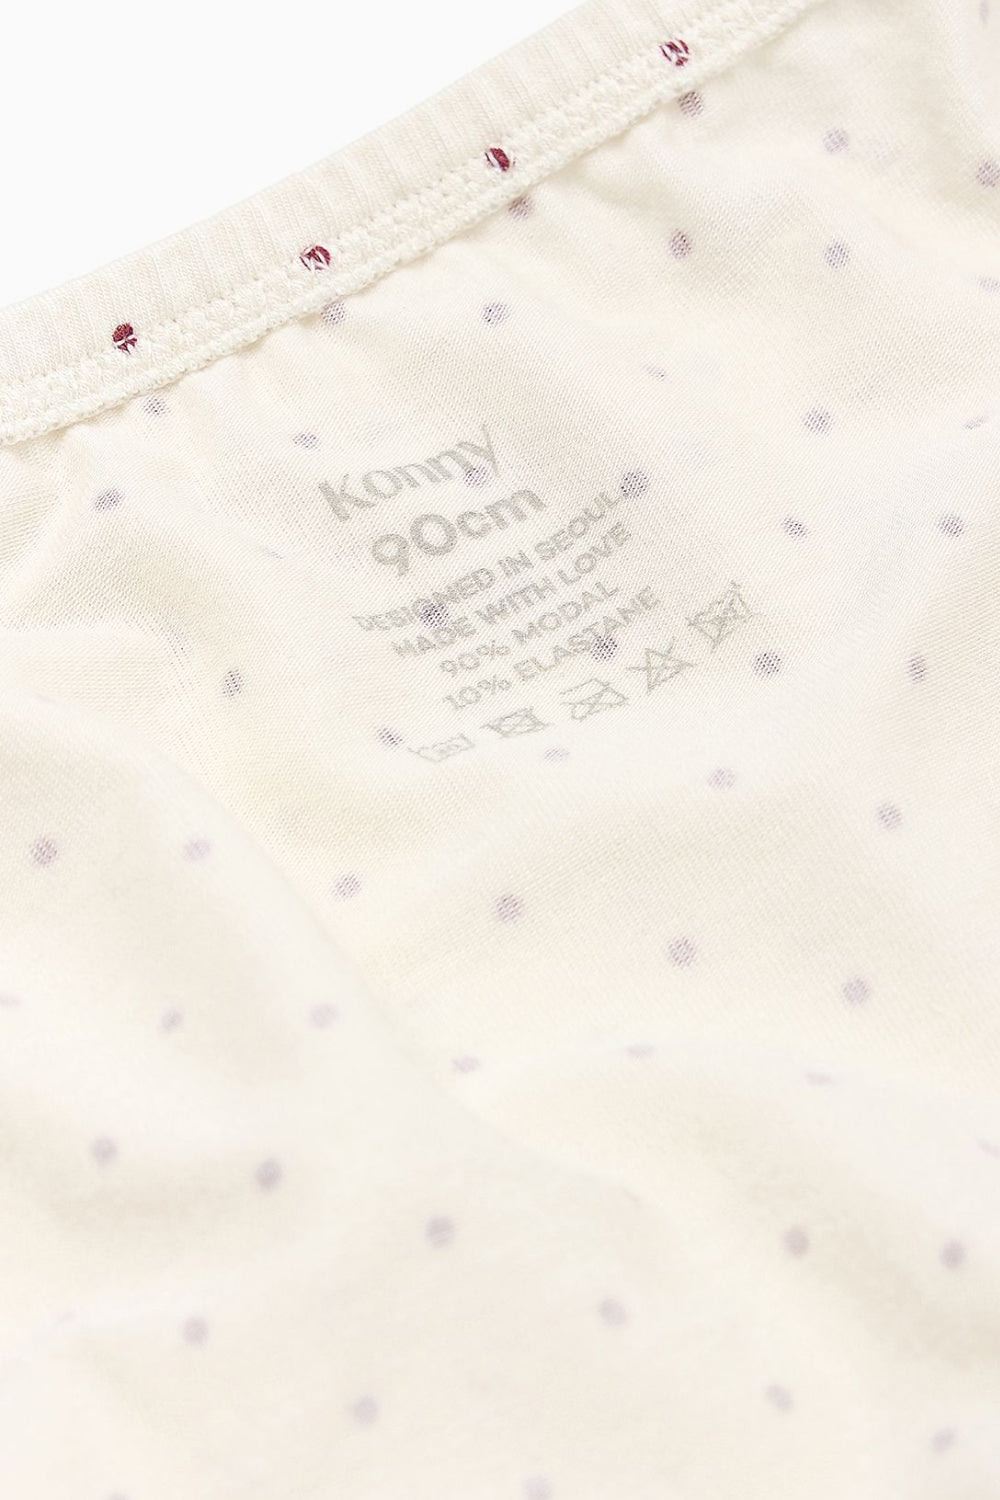 Konny
90cm
DESIGNED IN SEOUL
MADE WITH LOVE
90% MODAL
10% ELASTANE